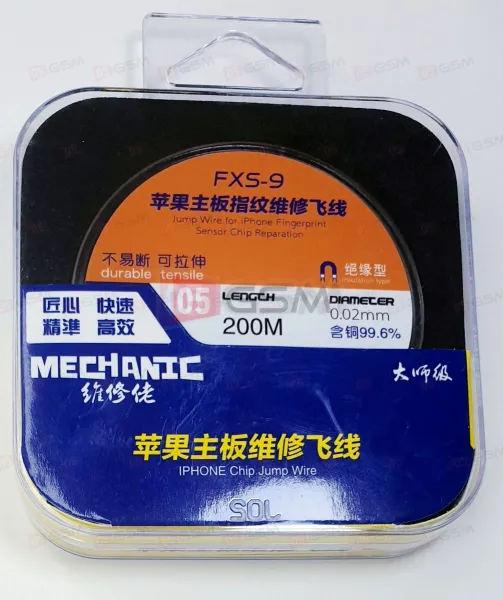 FXS-9
苹果主板指纹维修飞线
Jump Wire for iPhone Fingerprint
Sensor Chip Reparation
不易断 可拉伸
durable tensile
绝缘型
insulation type
05 GSM
LENGTH
200M
DIAMETER
0.02mm
含铜99.6%
匠心 快速
精準 高效
MECHANIC
维修佬
大师级
苹果主板维修飞线
IPHONE Chip Jump Wire